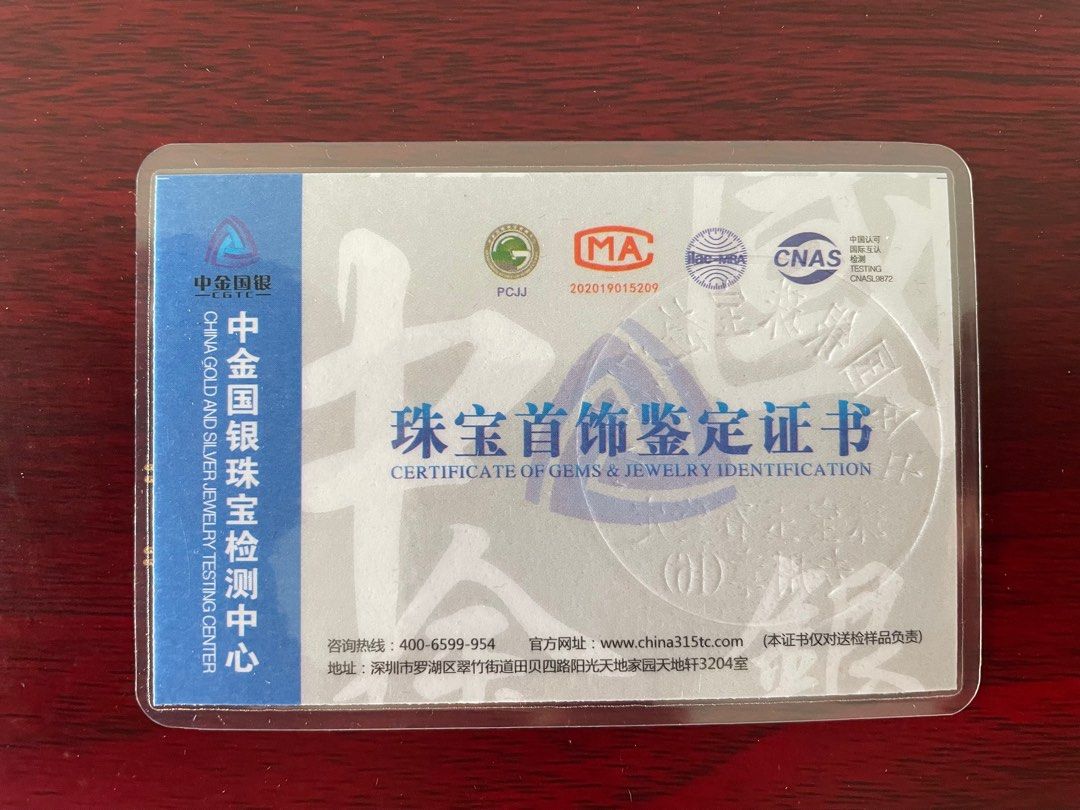 中金国银
CGTC
中金国银珠宝检测中心
CHINA GOLD AND SILVER JEWELRY TESTING CENTER
PCJJ
CMA
202019015209
ilac-MRA
CNAS
中国认可
国际互认
检测
TESTING
CNASL9872
珠宝首饰鉴定证书
CERTIFICATE OF GEMS & JEWELRY IDENTIFICATION
咨询热线：400-6599-954 官方网址：www.china315tc.com (本证书仅对送检样品负责)
地址：深圳市罗湖区翠竹街道田贝四路阳光天地家园天地轩3204室